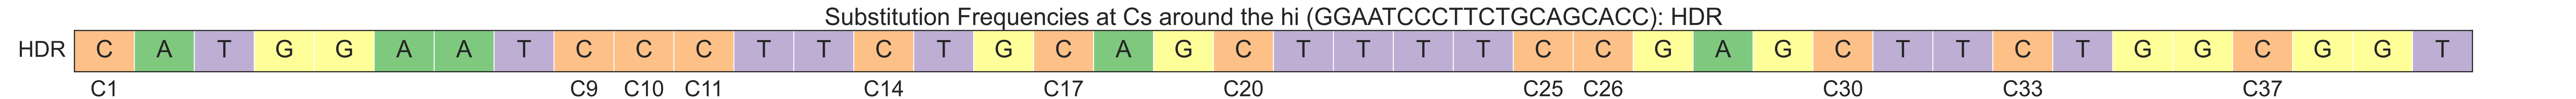 Substitution Frequencies at Cs around the hi (GGAATCCCTTCTGCAGCACC): HDR
HDR C A T G G A A T C C C T T C T G C A G C T T T T C C G A G C T T C T G G C G G T
C1 C9 C10 C11 C14 C17 C20 C25 C26 C30 C33 C37